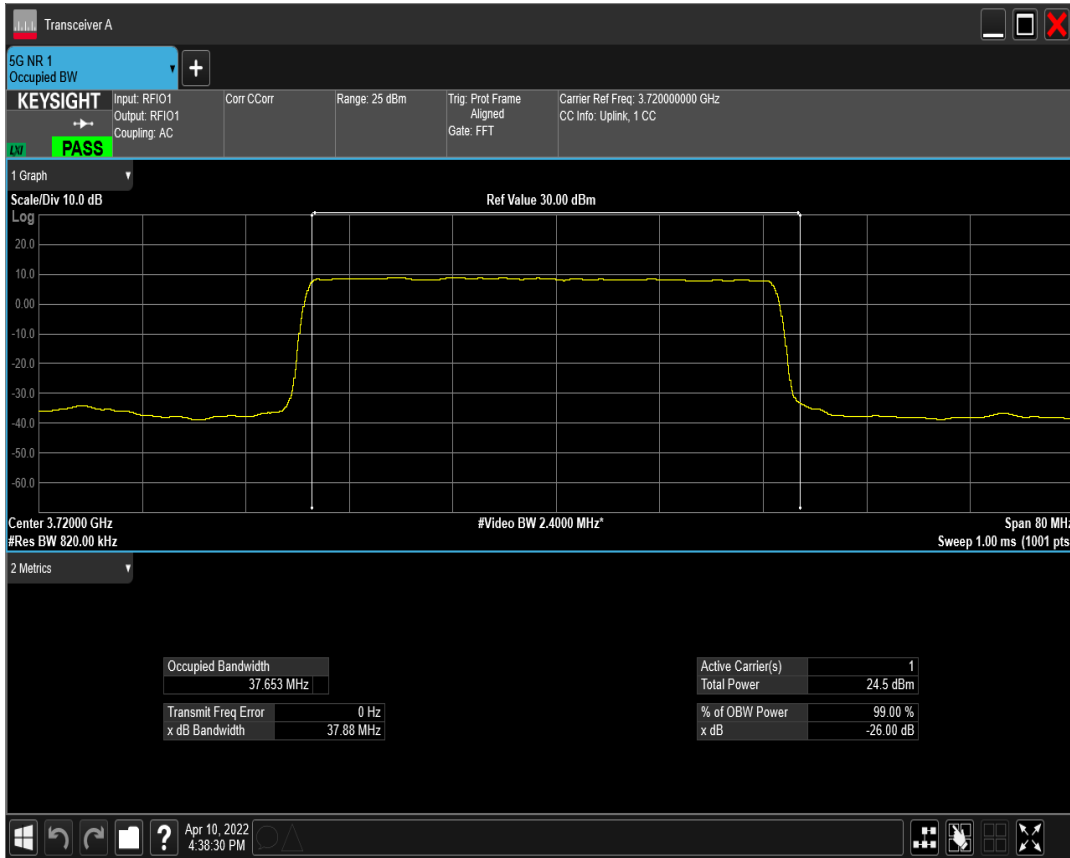 Transceiver A
5G NR 1
Occupied BW
+
KEYSIGHT
LXI
PASS
Input: RFIO1
Output: RFIO1
Coupling: AC
Corr CCorr
Range: 25 dBm
Trig: Prot Frame
Aligned
Gate: FFT
Carrier Ref Freq: 3.720000000 GHz
CC Info: Uplink, 1 CC
1 Graph
Scale/Div 10.0 dB
Ref Value 30.00 dBm
Log
20.0
10.0
0.00
-10.0
-20.0
-30.0
-40.0
-50.0
-60.0
Center 3.72000 GHz
#Video BW 2.4000 MHz*
Span 80 MHz
#Res BW 820.00 kHz
Sweep 1.00 ms (1001 pts
2 Metrics
Occupied Bandwidth
37.653 MHz
Transmit Freq Error 0 Hz
x dB Bandwidth 37.88 MHz
Active Carrier(s) 1
Total Power 24.5 dBm
% of OBW Power 99.00 %
x dB -26.00 dB
?
Apr 10, 2022
4:38:30 PM